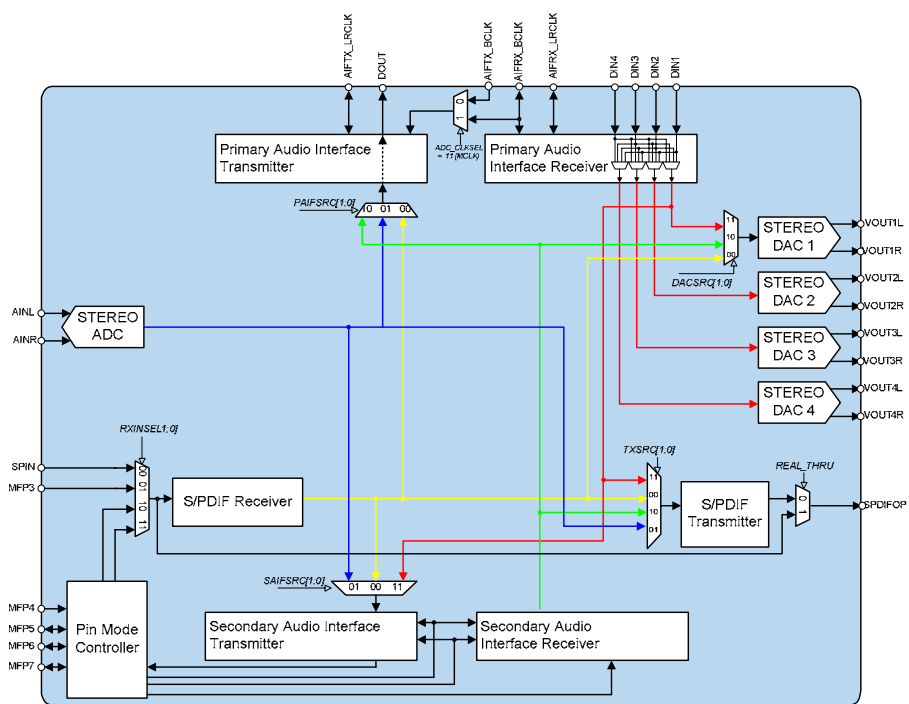 AIFTX_LRCLK
DOUT
AIFTX_BCLK
AIFRX_BCLK
AIFRX_LRCLK
DIN4
DIN3
DIN2
DIN1
0
1
ADC_CLKSEL
= 11(MCLK)
Primary Audio Interface
Transmitter
Primary Audio
Interface Receiver
PAIFSRC[1:0]
10 01 00
11
10
00
DACSRC[1:0]
STEREO
DAC 1
VOUT1L
VOUT1R
STEREO
DAC 2
VOUT2L
VOUT2R
STEREO
DAC 3
VOUT3L
VOUT3R
STEREO
DAC 4
VOUT4L
VOUT4R
AINL
AINR
STEREO
ADC
RXINSEL1;0]
SPIN
MFP3
00
01
10
11
S/PDIF Receiver
TXSRC[1:0]
11
00
10
01
S/PDIF
Transmitter
REAL_THRU
0
1
SPDIFOP
SAIFSRC[1:0]
01 00 11
MFP4
MFP5
MFP6
MFP7
Pin Mode
Controller
Secondary Audio Interface
Transmitter
Secondary Audio
Interface Receiver